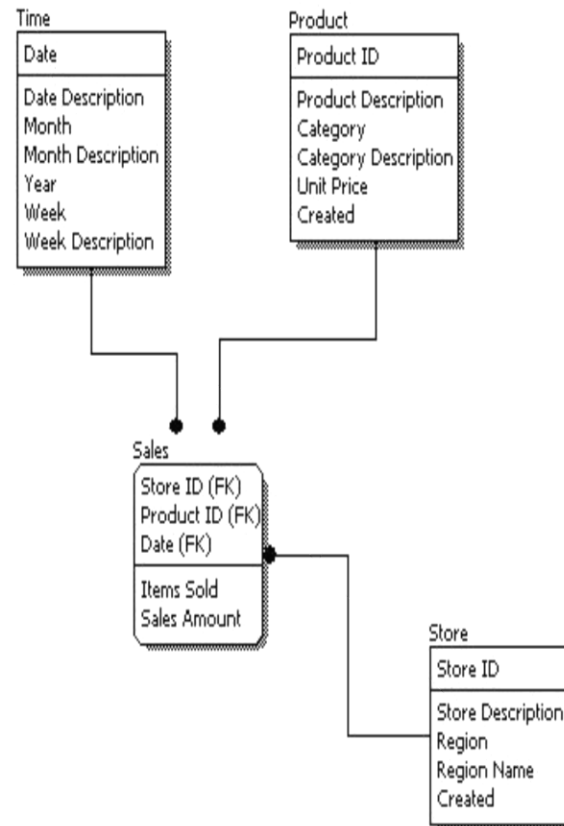 Time
Date
Date Description
Month
Month Description
Year
Week
Week Description
Product
Product ID
Product Description
Category
Category Description
Unit Price
Created
Sales
Store ID (FK)
Product ID (FK)
Date (FK)
Items Sold
Sales Amount
Store
Store ID
Store Description
Region
Region Name
Created